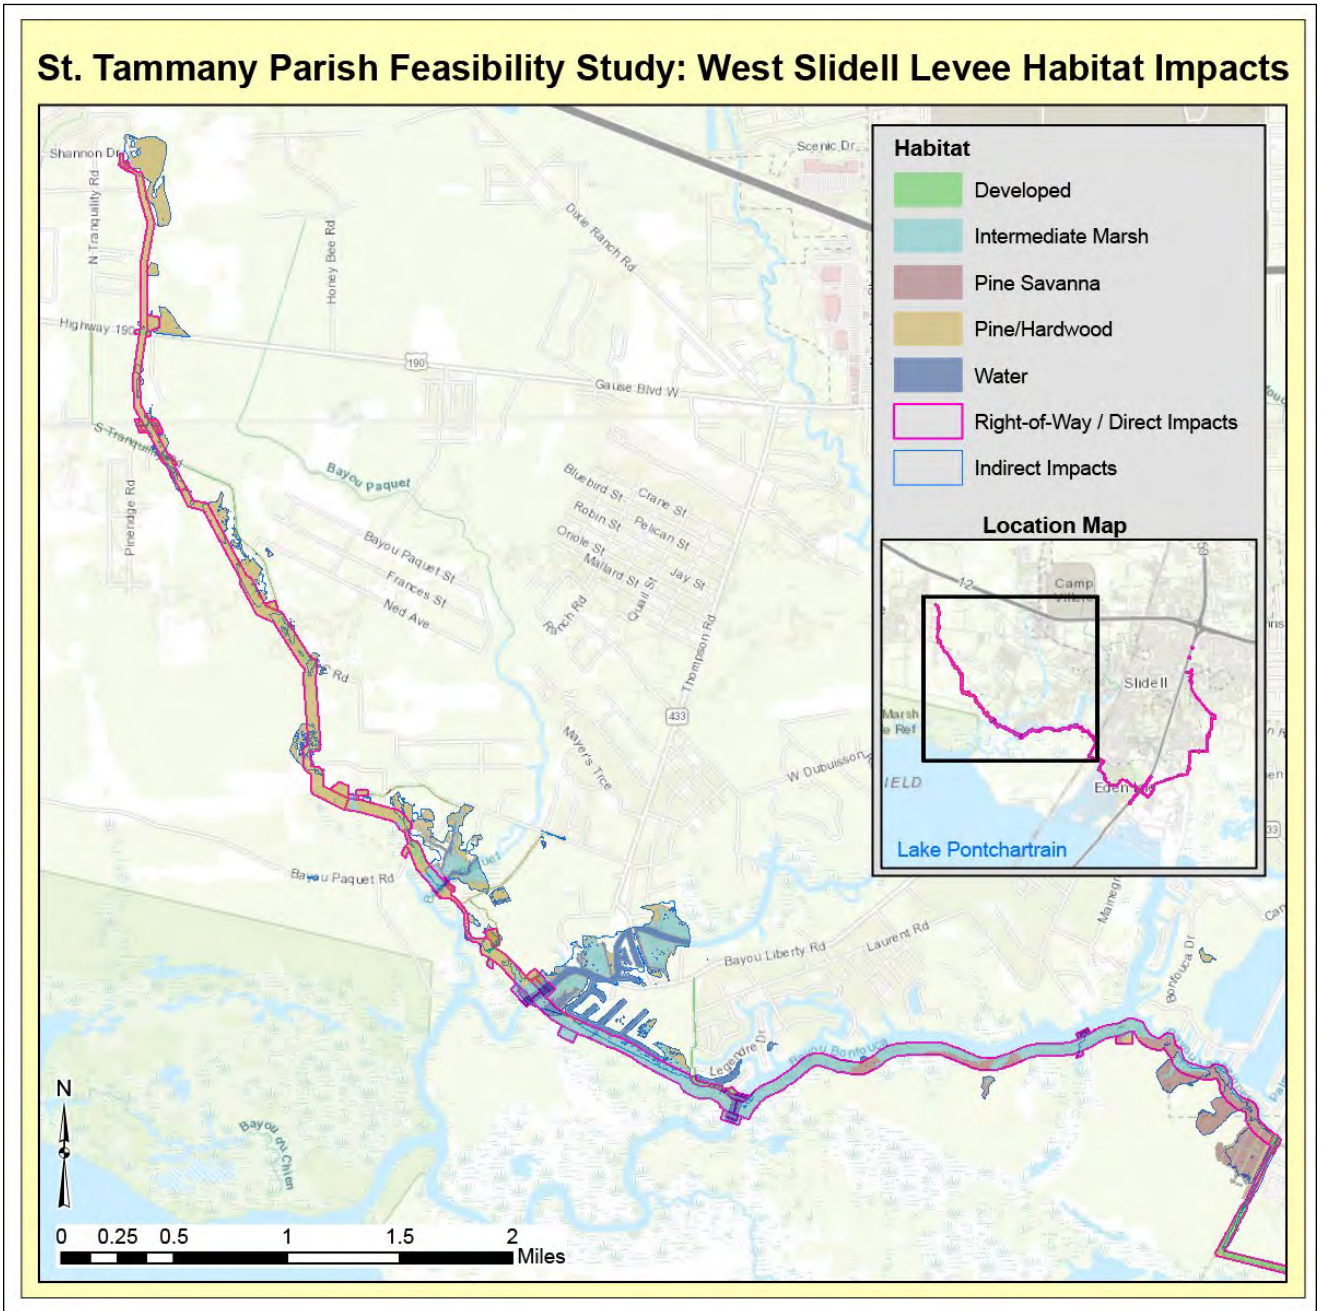 St. Tammany Parish Feasibility Study: West Slidell Levee Habitat Impacts
Shannon Dr
N Tranquility Rd
Honey Bee Rd
Dixie Ranch Rd
Scenic Dr
Highway 190
190
Gause Blvd W
S Tranquility Rd
Pineridge Rd
Bayou Paquet
Bluebird St
Crane St
Robin St
Pelican St
Oriole St
Mallard St
Jay St
Quail St
Ranch Rd
Bayou Paquet St
Frances St
Ned Ave
Thompson Rd
C Rd
433
Mayers Trce
W Dubuisson
Bayou Paquet Rd
Bayou Liberty Rd
Laurent Rd
Bonfouca Dr
Legendre Dr
Bayou Bonfouca
Bayou du Chien
Habitat
Developed
Intermediate Marsh
Pine Savanna
Pine/Hardwood
Water
Right-of-Way / Direct Impacts
Indirect Impacts
Location Map
12
59
Camp
Slidell
Marsh
e Ref
IELD
Eden
Lake Pontchartrain
N
0 0.25 0.5 1 1.5 2
Miles